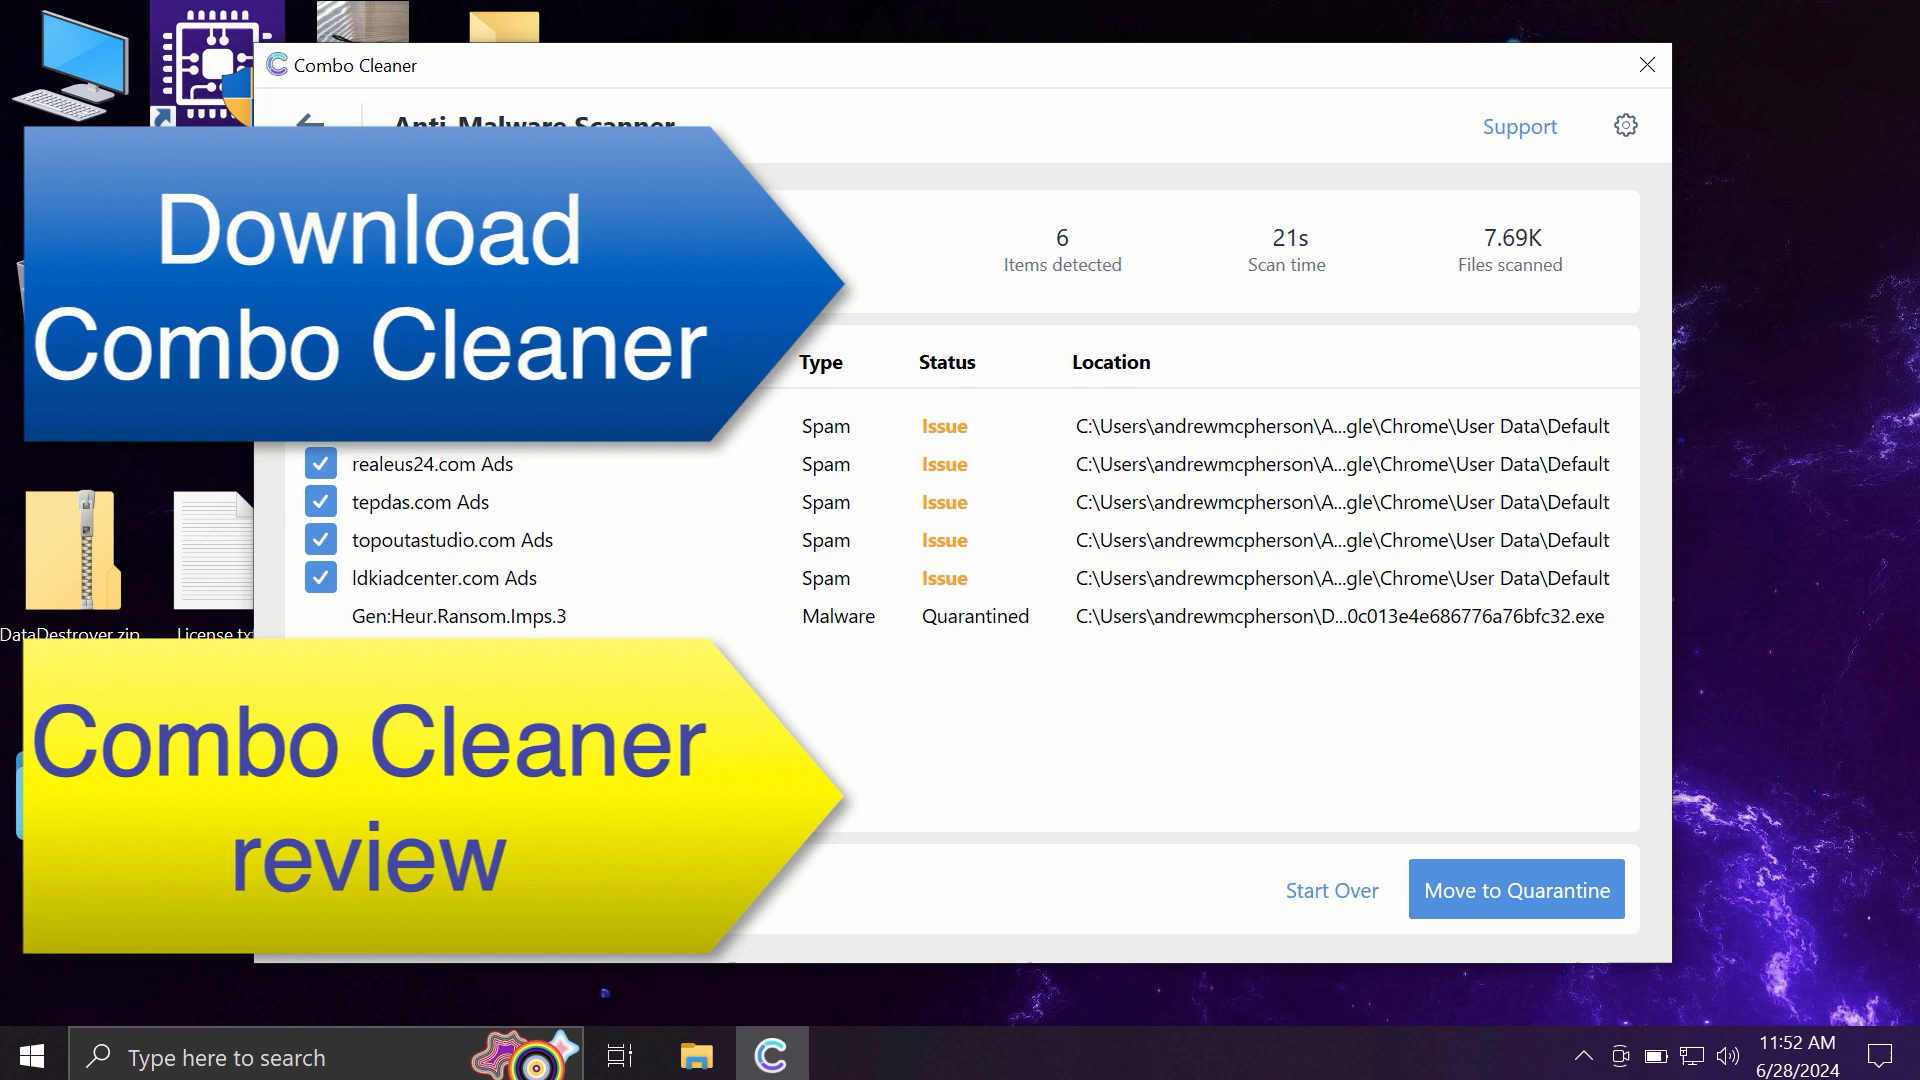 Combo Cleaner
Anti-Malware Scanner
Support
Download
Combo Cleaner
6
21s
7.69K
Items detected
Scan time
Files scanned
Type Status Location
Spam Issue C:\Users\andrewmcpherson\A...gle\Chrome\User Data\Default
realeus24.com Ads Spam Issue C:\Users\andrewmcpherson\A...gle\Chrome\User Data\Default
tepdas.com Ads Spam Issue C:\Users\andrewmcpherson\A...gle\Chrome\User Data\Default
topoutastudio.com Ads Spam Issue C:\Users\andrewmcpherson\A...gle\Chrome\User Data\Default
ldkiadcenter.com Ads Spam Issue C:\Users\andrewmcpherson\A...gle\Chrome\User Data\Default
Gen:Heur.Ransom.Imps.3 Malware Quarantined C:\Users\andrewmcpherson\D...0c013e4e686776a76bfc32.exe
DataDestroyer.zip
License.tx
Combo Cleaner
review
Start Over
Move to Quarantine
Type here to search
11:52 AM
6/28/2024